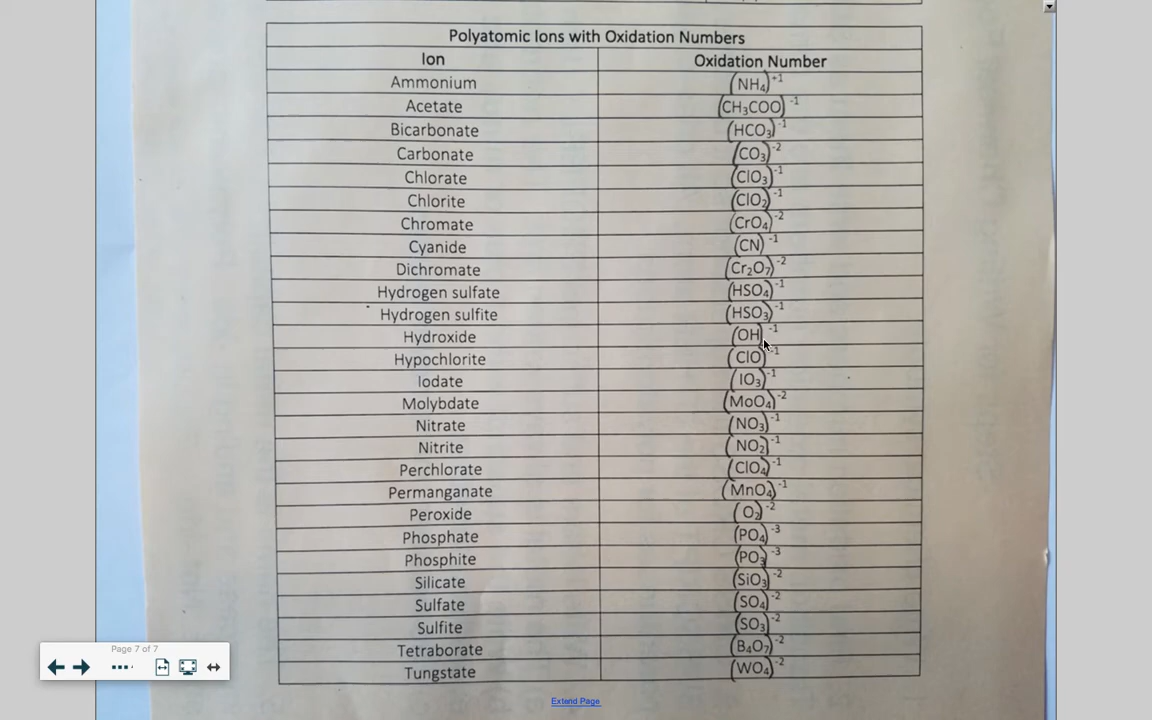 Polyatomic Ions with Oxidation Numbers
Ion Oxidation Number
Ammonium (NH₄)⁺¹
Acetate (CH₃COO)⁻¹
Bicarbonate (HCO₃)⁻¹
Carbonate (CO₃)⁻²
Chlorate (ClO₃)⁻¹
Chlorite (ClO₂)⁻¹
Chromate (CrO₄)⁻²
Cyanide (CN)⁻¹
Dichromate (Cr₂O₇)⁻²
Hydrogen sulfate (HSO₄)⁻¹
Hydrogen sulfite (HSO₃)⁻¹
Hydroxide (OH)⁻¹
Hypochlorite (ClO)⁻¹
Iodate (IO₃)⁻¹
Molybdate (MoO₄)⁻²
Nitrate (NO₃)⁻¹
Nitrite (NO₂)⁻¹
Perchlorate (ClO₄)⁻¹
Permanganate (MnO₄)⁻¹
Peroxide (O₂)⁻²
Phosphate (PO₄)⁻³
Phosphite (PO₃)⁻³
Silicate (SiO₃)⁻²
Sulfate (SO₄)⁻²
Sulfite (SO₃)⁻²
Tetraborate (B₄O₇)⁻²
Tungstate (WO₄)⁻²
Page 7 of 7
Extend Page